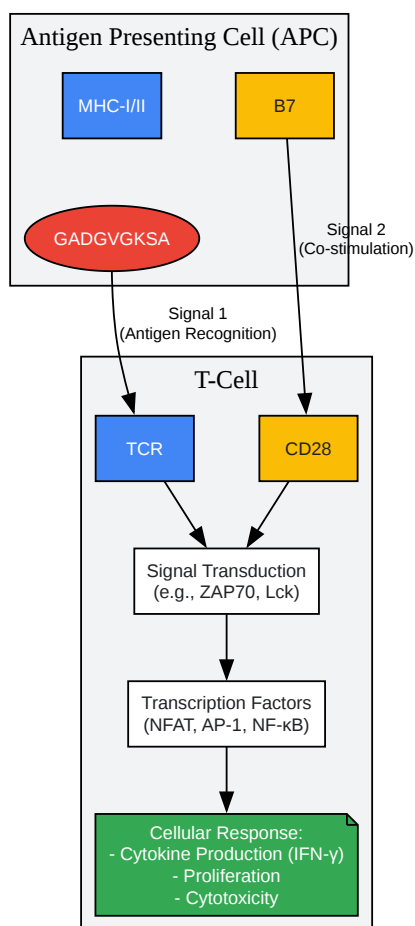 Antigen Presenting Cell (APC)
MHC-I/II
B7
GADGVGKSA
Signal 2
(Co-stimulation)
Signal 1
(Antigen Recognition)
T-Cell
TCR
CD28
Signal Transduction
(e.g., ZAP70, Lck)
Transcription Factors
(NFAT, AP-1, NF-κB)
Cellular Response:
- Cytokine Production (IFN-γ)
- Proliferation
- Cytotoxicity